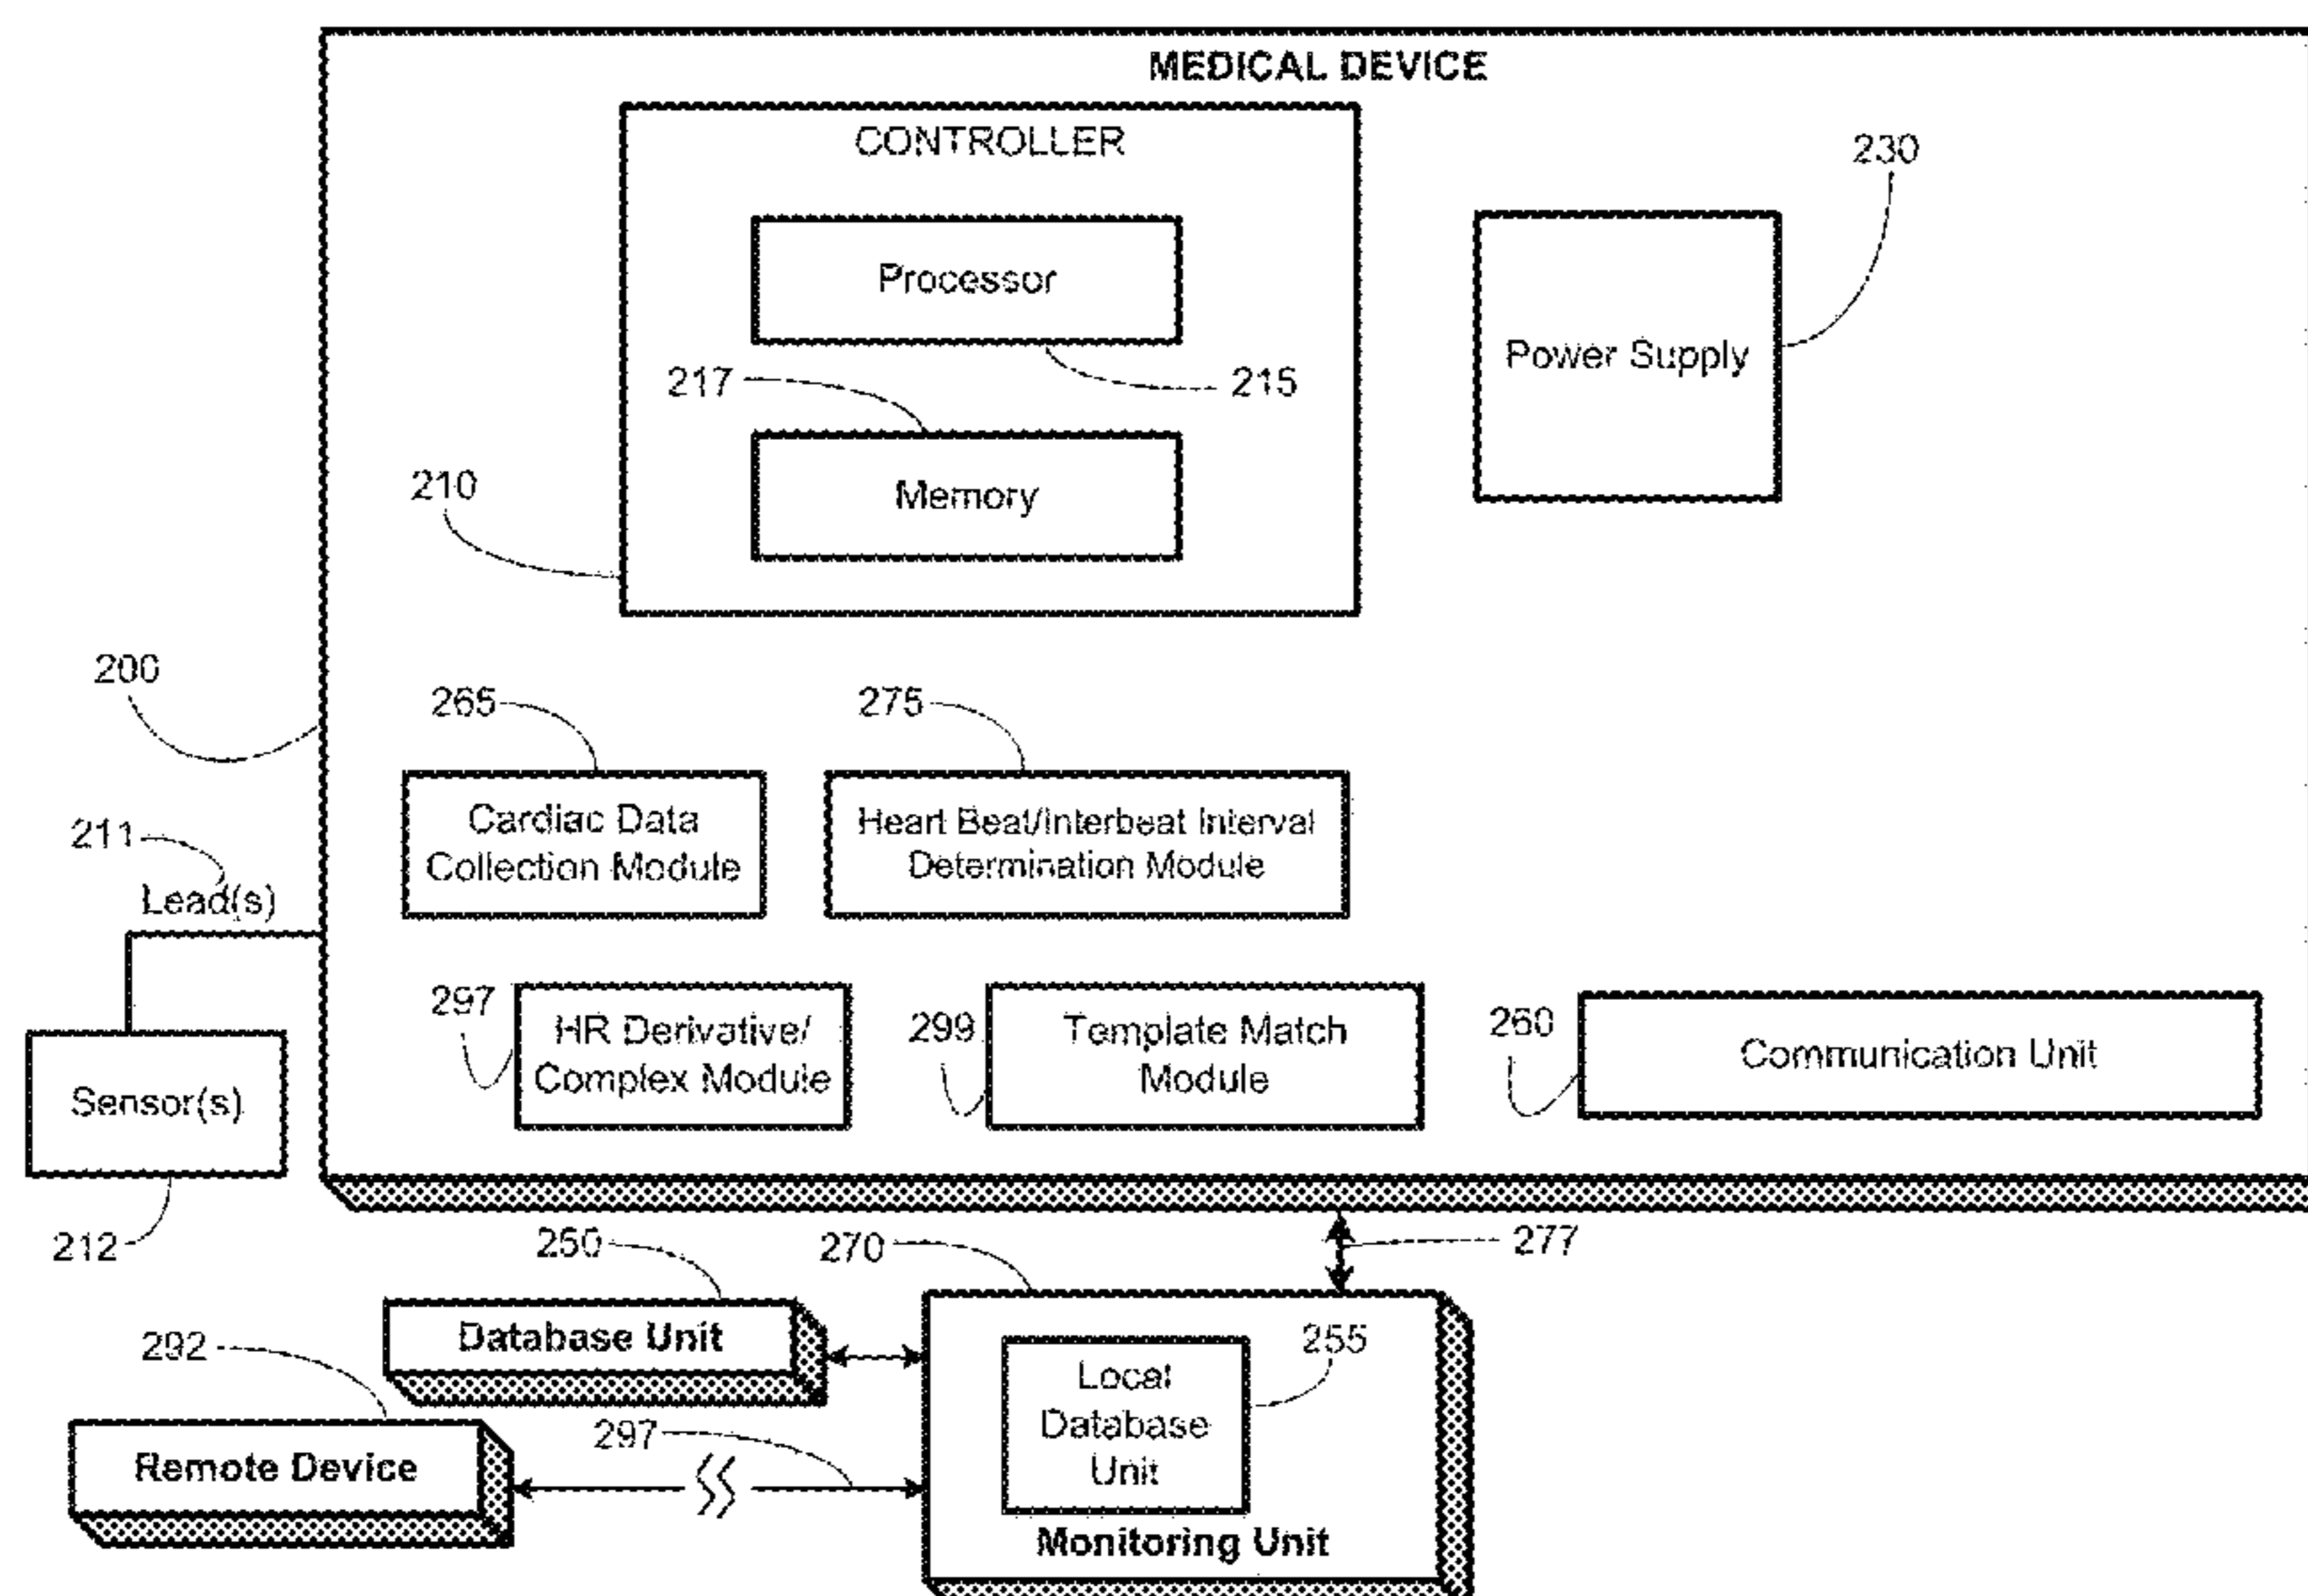 MEDICAL DEVICE
CONTROLLER
230
Processor
Power Supply
217
215
210
Memory
200
265
275
Cardiac Data
Collection Module
Heart Beat/Interbeat Interval
Determination Module
211
Lead(s)
297
HR Derivative/
Complex Module
299
Template Match
Module
260
Communication Unit
Sensor(s)
212
250
270
277
Database Unit
255
292
Local
Database
Unit
297
Remote Device
Monitoring Unit